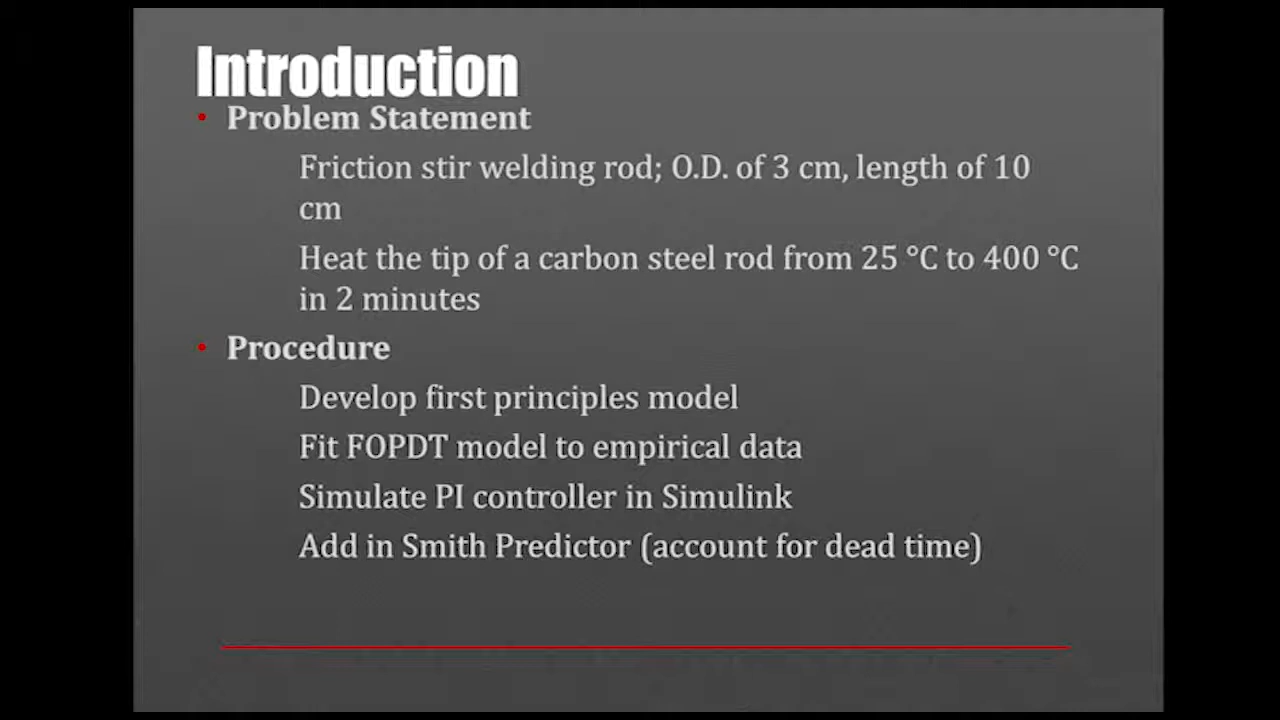 Introduction
• Problem Statement
Friction stir welding rod; O.D. of 3 cm, length of 10
cm
Heat the tip of a carbon steel rod from 25 °C to 400 °C
in 2 minutes
• Procedure
Develop first principles model
Fit FOPDT model to empirical data
Simulate PI controller in Simulink
Add in Smith Predictor (account for dead time)